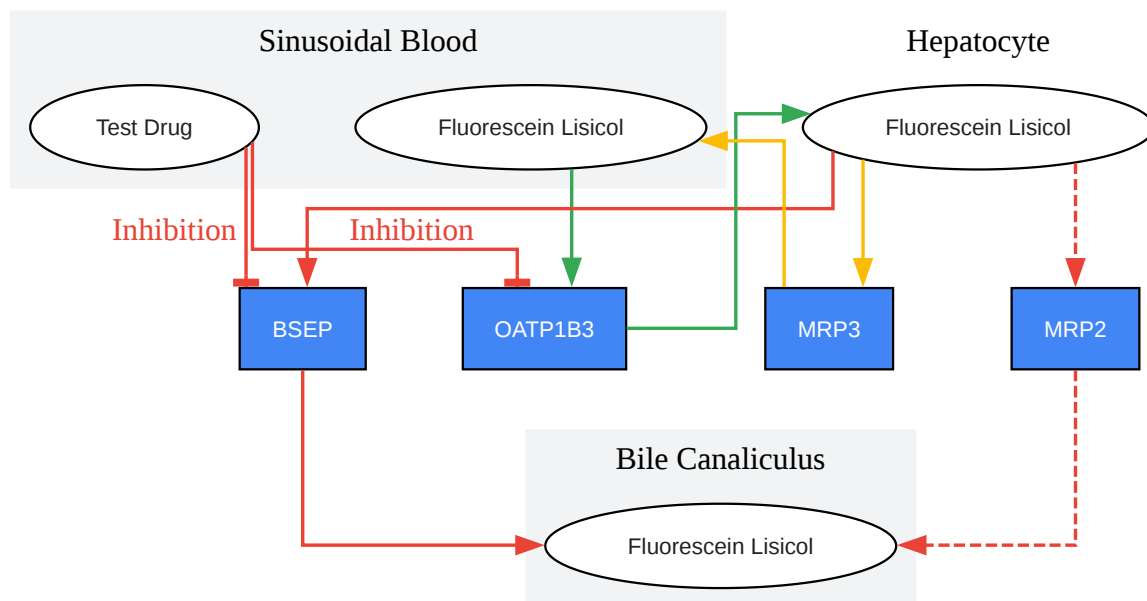 Sinusoidal Blood
Hepatocyte
Test Drug
Fluorescein Lisicol
Fluorescein Lisicol
Inhibition
Inhibition
BSEP
OATP1B3
MRP3
MRP2
Bile Canaliculus
Fluorescein Lisicol